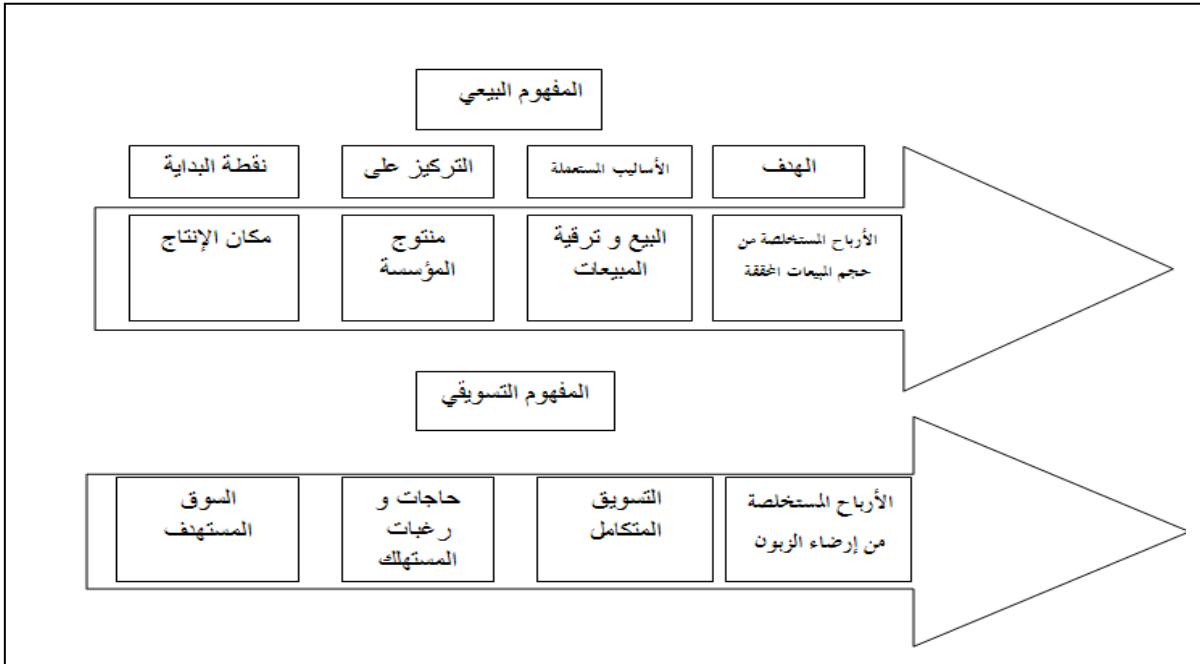 المفهوم البيعي
نقطة البداية
التركيز على
الأساليب المستعملة
الهدف
مكان الإنتاج
منتوج
المؤسسة
البيع و ترقية
المبيعات
الأرباح المستخلصة من
حجم المبيعات المحققة
المفهوم التسويقي
السوق
المستهدف
حاجات و
رغبات
المستهلك
التسويق
المتكامل
الأرباح المستخلصة
من إرضاء الزبون